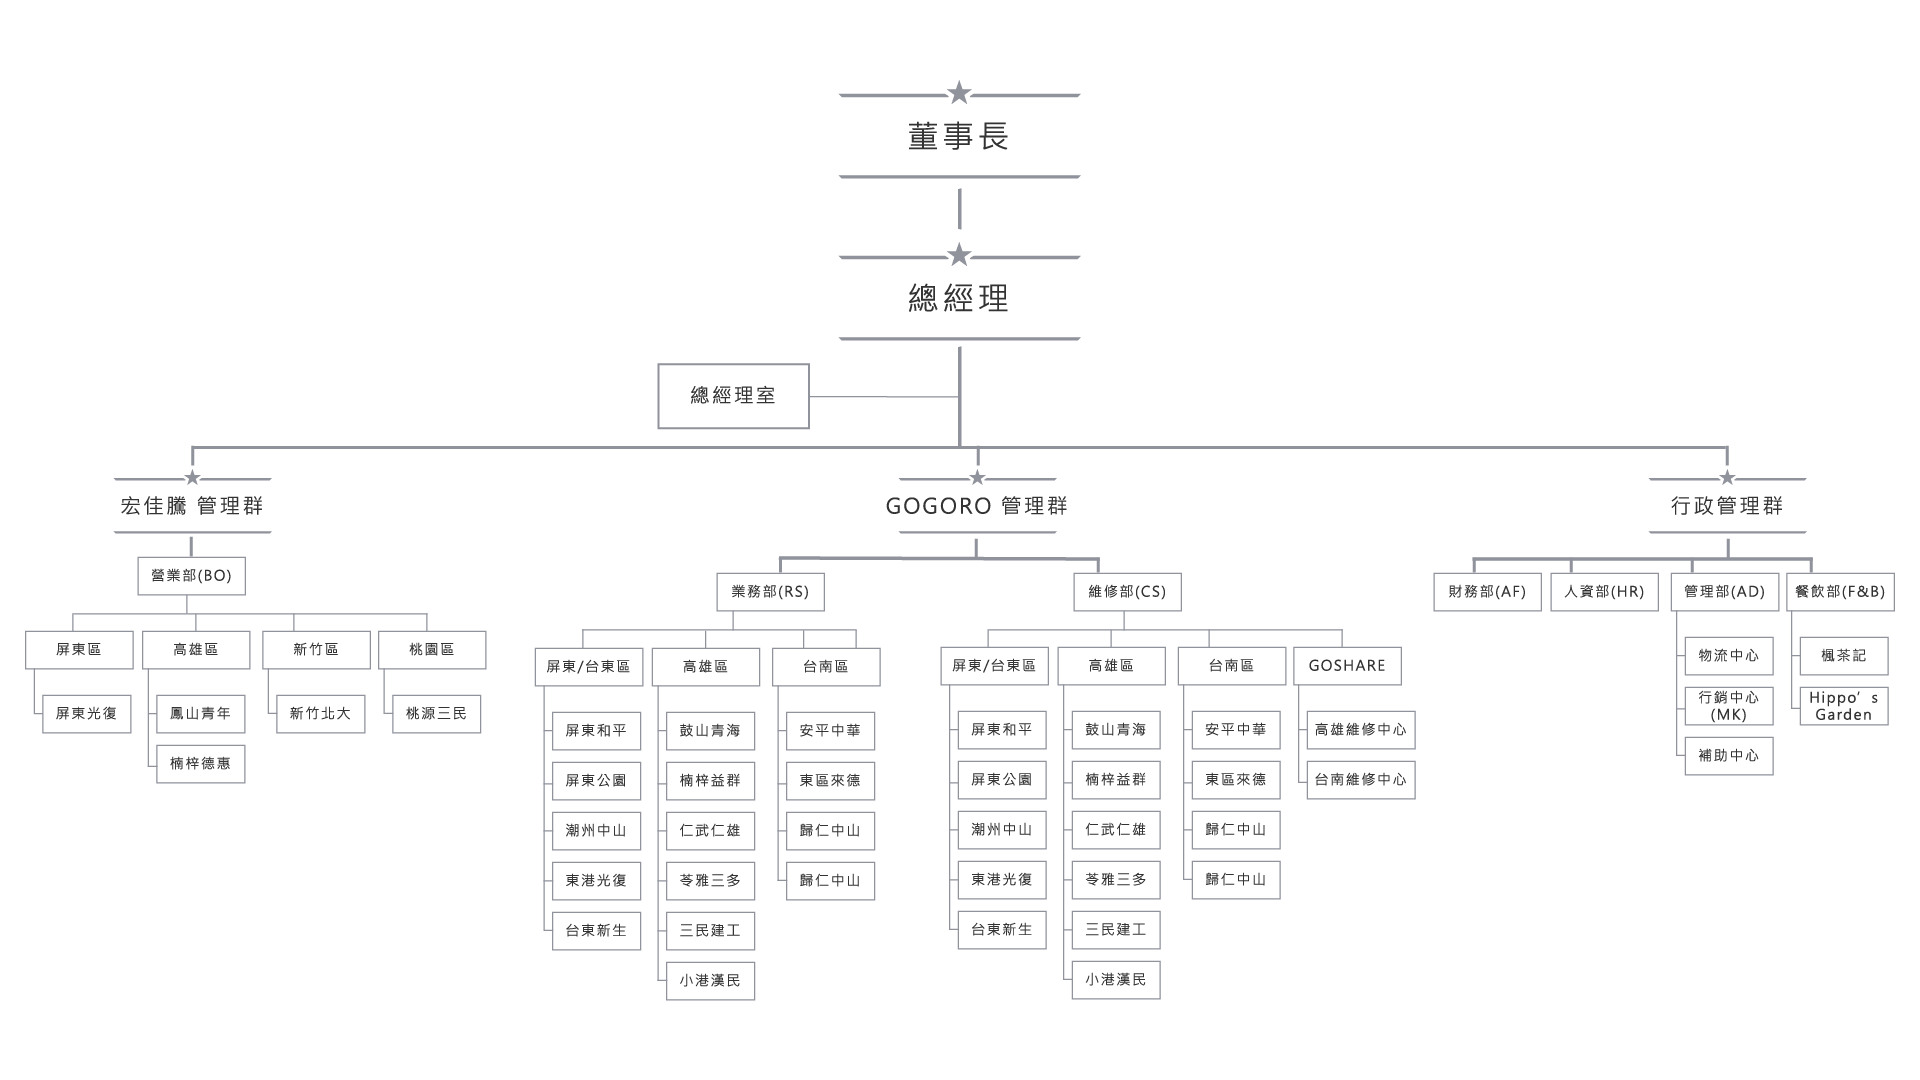 董事長
總經理
總經理室
宏佳騰 管理群
營業部(BO)
屏東區
屏東光復
高雄區
鳳山青年
楠梓德惠
新竹區
新竹北大
桃園區
桃源三民
GOGORO 管理群
業務部(RS)
屏東/台東區
屏東和平
屏東公園
潮州中山
東港光復
台東新生
高雄區
鼓山青海
楠梓益群
仁武仁雄
苓雅三多
三民建工
小港漢民
台南區
安平中華
東區來德
歸仁中山
歸仁中山
維修部(CS)
屏東/台東區
屏東和平
屏東公園
潮州中山
東港光復
台東新生
高雄區
鼓山青海
楠梓益群
仁武仁雄
苓雅三多
三民建工
小港漢民
台南區
安平中華
東區來德
歸仁中山
歸仁中山
GOSHARE
高雄維修中心
台南維修中心
行政管理群
財務部(AF)
人資部(HR)
管理部(AD)
物流中心
行銷中心
(MK)
補助中心
餐飲部(F&B)
楓茶記
Hippo’s
Garden